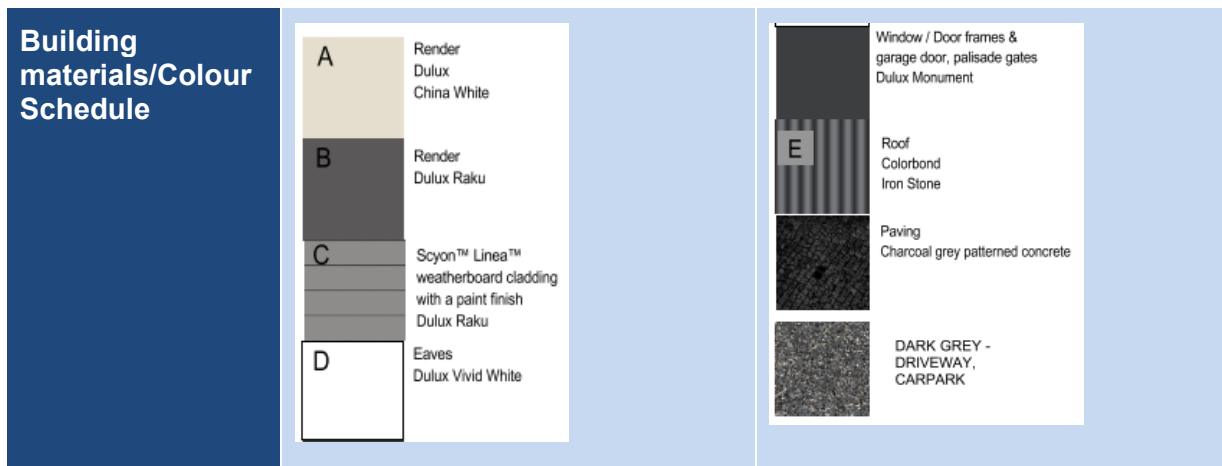 Building
materials/Colour
Schedule
A
Render
Dulux
China White
B
Render
Dulux Raku
C
Scyon™ Linea™
weatherboard cladding
with a paint finish
Dulux Raku
D
Eaves
Dulux Vivid White
Window / Door frames &
garage door, palisade gates
Dulux Monument
E
Roof
Colorbond
Iron Stone
Paving
Charcoal grey patterned concrete
DARK GREY -
DRIVEWAY,
CARPARK